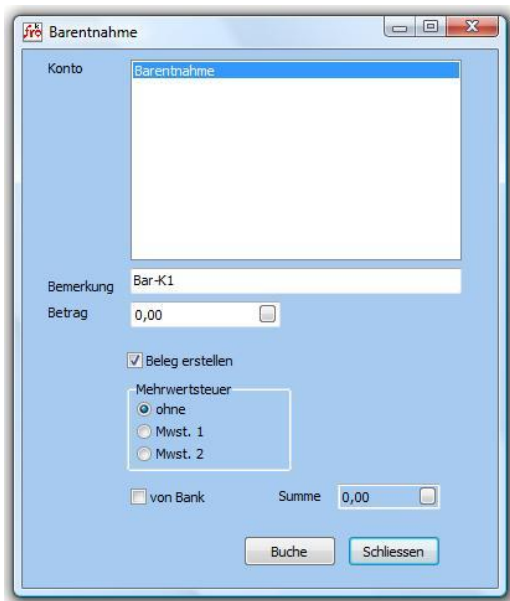 Barentnahme
Konto
Barentnahme
Bemerkung
Bar-K1
Betrag
0,00
Beleg erstellen
Mehrwertsteuer
ohne
Mwst. 1
Mwst. 2
von Bank
Summe
0,00
Buche
Schliessen